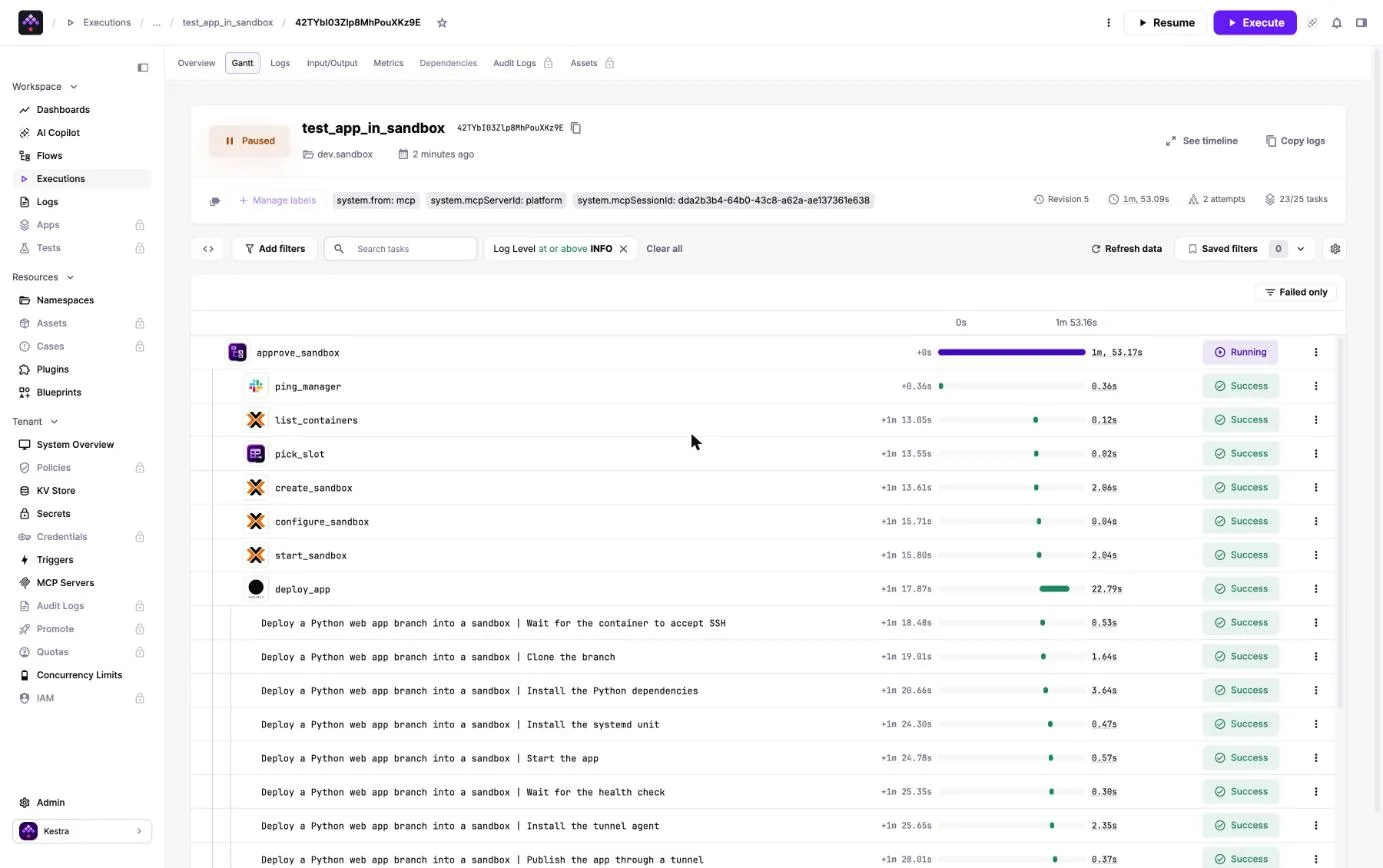 Executions / ... / test_app_in_sandbox / 42TYbI03Zlp8MhPouXKz9E
Resume
Execute
Workspace
Dashboards
AI Copilot
Flows
Executions
Logs
Apps
Tests
Resources
Namespaces
Assets
Cases
Plugins
Blueprints
Tenant
System Overview
Policies
KV Store
Secrets
Credentials
Triggers
MCP Servers
Audit Logs
Promote
Quotas
Concurrency Limits
IAM
Admin
Kestra
Overview Gantt Logs Input/Output Metrics Dependencies Audit Logs Assets
Paused
test_app_in_sandbox 42TYbI03Zlp8MhPouXKz9E
dev.sandbox 2 minutes ago
See timeline Copy logs
+ Manage labels system.from: mcp system.mcpServerId: platform system.mcpSessionId: dda2b3b4-64b0-43c8-a62a-ae137361e638 Revision 5 1m, 53.09s 2 attempts 23/25 tasks
Add filters Search tasks Log Level at or above INFO Clear all Refresh data Saved filters 0
Failed only
0s 1m 53.16s
approve_sandbox +0s 1m, 53.17s Running
ping_manager +0.36s 0.36s Success
list_containers +1m 13.05s 0.12s Success
pick_slot +1m 13.55s 0.02s Success
create_sandbox +1m 13.61s 2.06s Success
configure_sandbox +1m 15.71s 0.04s Success
start_sandbox +1m 15.80s 2.04s Success
deploy_app +1m 17.87s 22.79s Success
Deploy a Python web app branch into a sandbox | Wait for the container to accept SSH +1m 18.48s 0.53s Success
Deploy a Python web app branch into a sandbox | Clone the branch +1m 19.01s 1.64s Success
Deploy a Python web app branch into a sandbox | Install the Python dependencies +1m 20.66s 3.64s Success
Deploy a Python web app branch into a sandbox | Install the systemd unit +1m 24.30s 0.47s Success
Deploy a Python web app branch into a sandbox | Start the app +1m 24.78s 0.57s Success
Deploy a Python web app branch into a sandbox | Wait for the health check +1m 25.35s 0.30s Success
Deploy a Python web app branch into a sandbox | Install the tunnel agent +1m 25.65s 2.35s Success
Deploy a Python web app branch into a sandbox | Publish the app through a tunnel +1m 28.01s 0.37s Success